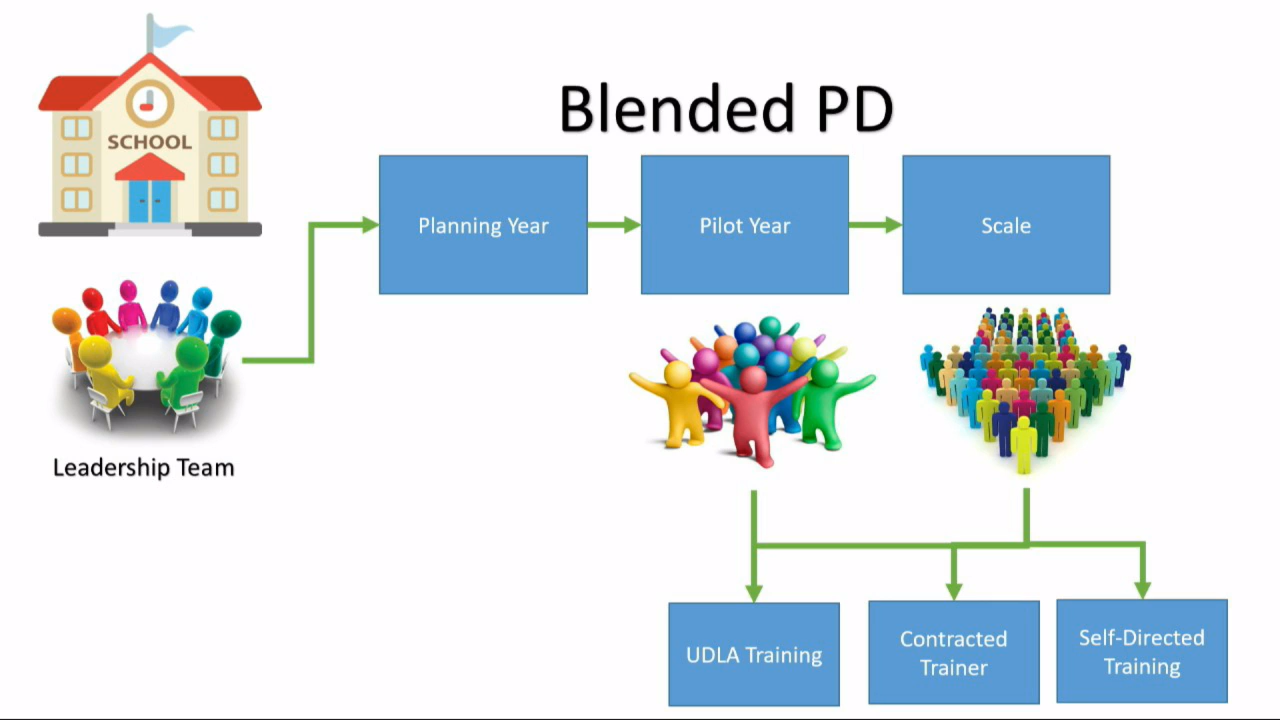 SCHOOL
Blended PD
Planning Year
Pilot Year
Scale
Leadership Team
UDLA Training
Contracted
Trainer
Self-Directed
Training